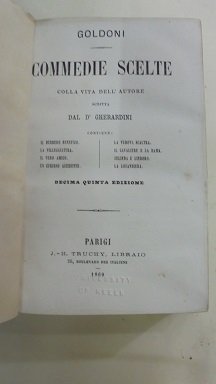 GOLDONI
COMMEDIE SCELTE
COLLA VITA DELL' AUTORE
SCRITTA
DAL Dʳ GHERARDINI
CONTIENE:
IL BURBERO BENEFICO.
LA VILLEGGIATURA.
IL VERO AMICO.
UN CURIOSO ACCIDENTE.
LA VEDOVA SCALTRA.
IL CAVALIERE E LA DAMA.
ZELINDA E LINDORO.
LA LOCANDIERA.
DECIMA QUINTA EDIZIONE
PARIGI
J.-H. TRUCHY, LIBRAIO
BOULEVARD DES ITALIENS